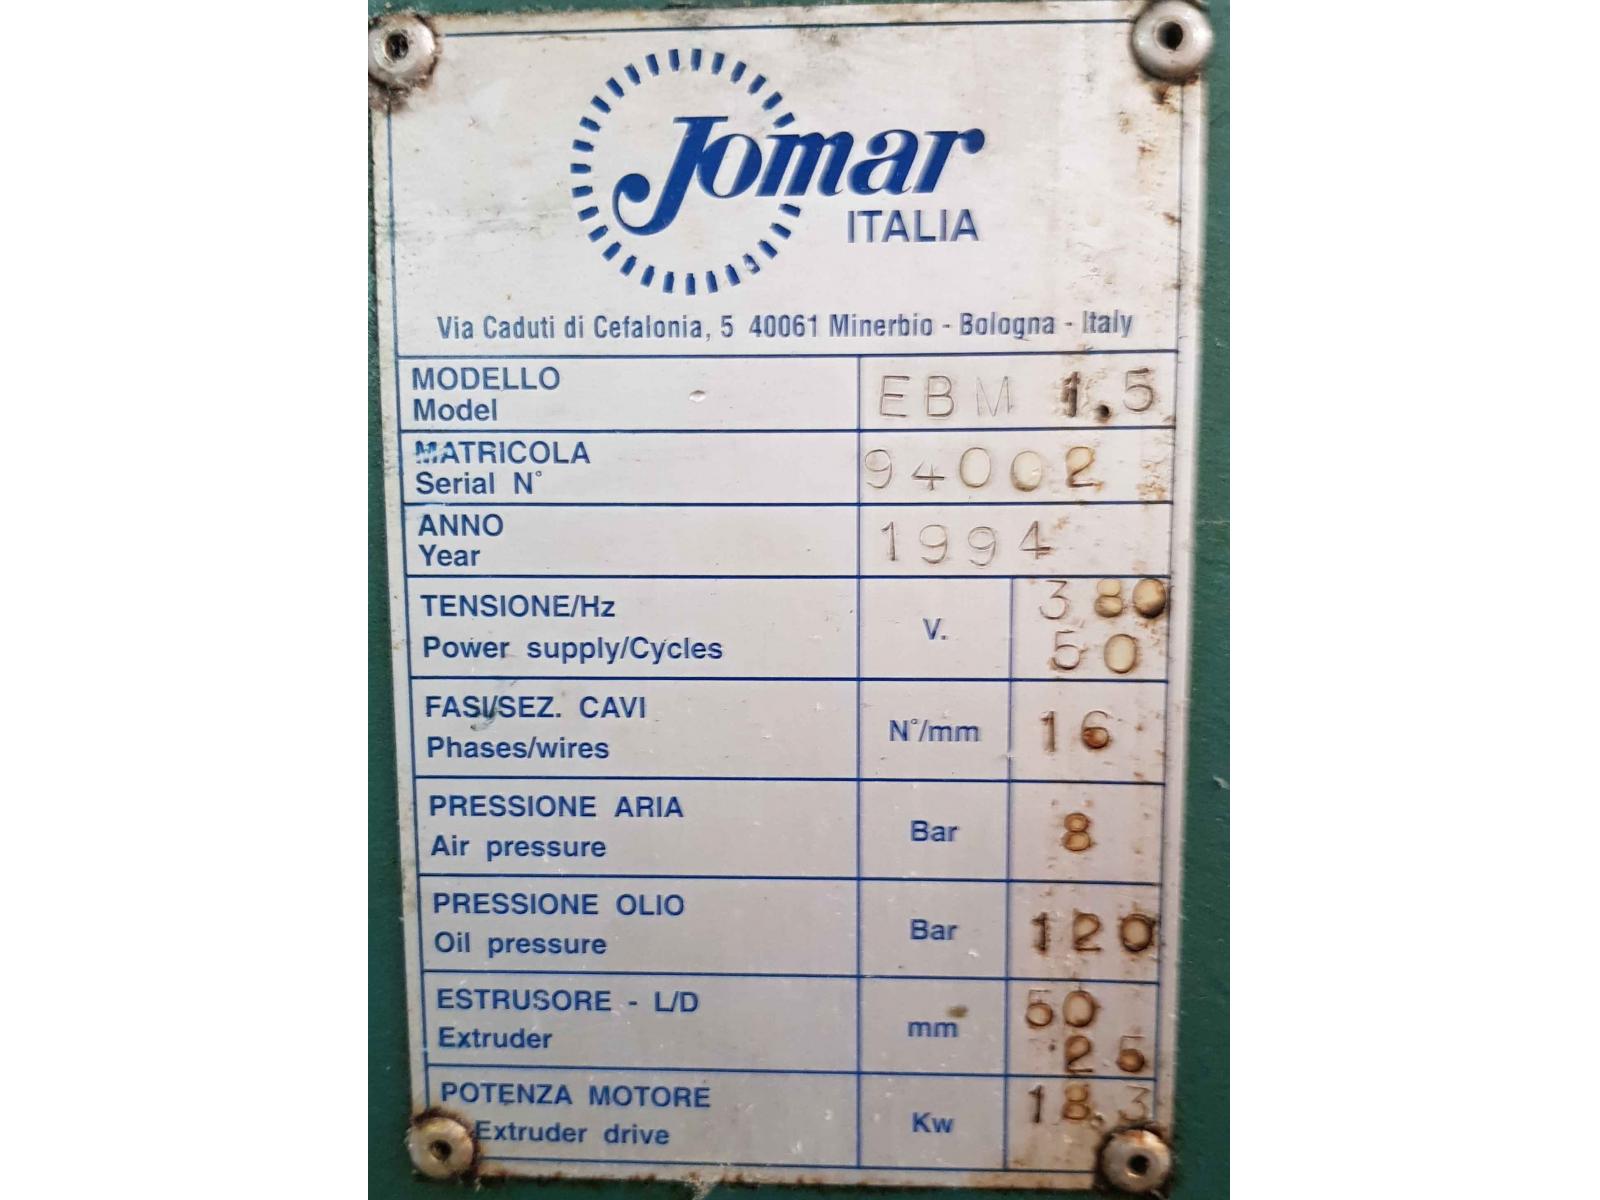 Jomar
ITALIA
Via Caduti di Cefalonia, 5 40061 Minerbio - Bologna - Italy
MODELLO
Model
EBM 1.5
MATRICOLA
Serial N°
94002
ANNO
Year
1994
TENSIONE/Hz
Power supply/Cycles
V.
380
50
FASI/SEZ. CAVI
Phases/wires
N°/mm
16
PRESSIONE ARIA
Air pressure
Bar
8
PRESSIONE OLIO
Oil pressure
Bar
120
ESTRUSORE - L/D
Extruder
mm
50
25
POTENZA MOTORE
Extruder drive
Kw
18.3